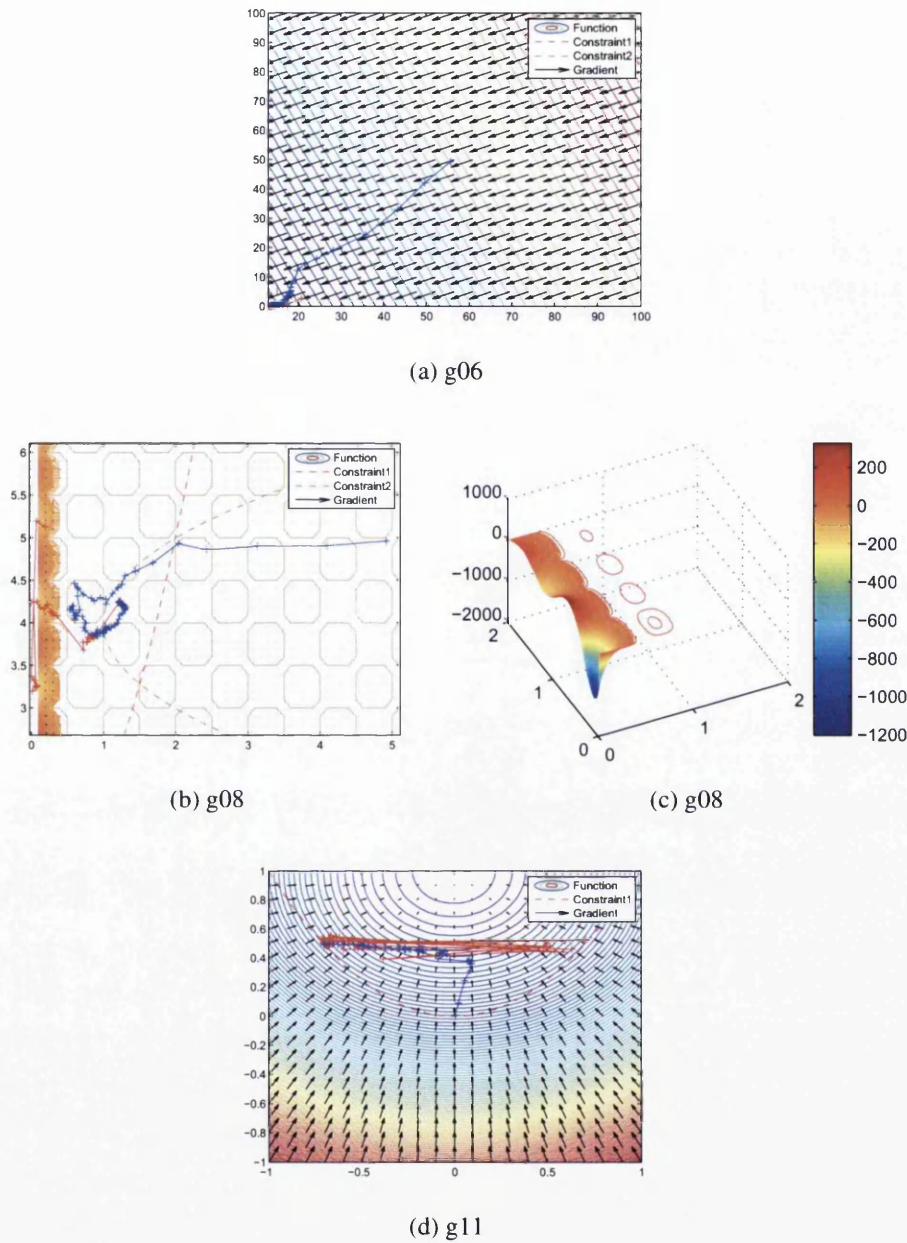 100
90
80
70
60
50
40
30
20
10
0
20 30 40 50 60 70 80 90 100
Function
Constraint1
Constraint2
Gradient
(a) g06
6
5.5
5
4.5
4
3.5
3
0 1 2 3 4 5
Function
Constraint1
Constraint2
Gradient
(b) g08
1000
0
−1000
−2000
2
1
0
0
1
2
200
0
−200
−400
−600
−800
−1000
−1200
(c) g08
1
0.8
0.6
0.4
0.2
0
−0.2
−0.4
−0.6
−0.8
−1
−1 −0.5 0 0.5 1
Function
Constraint1
Gradient
(d) g11